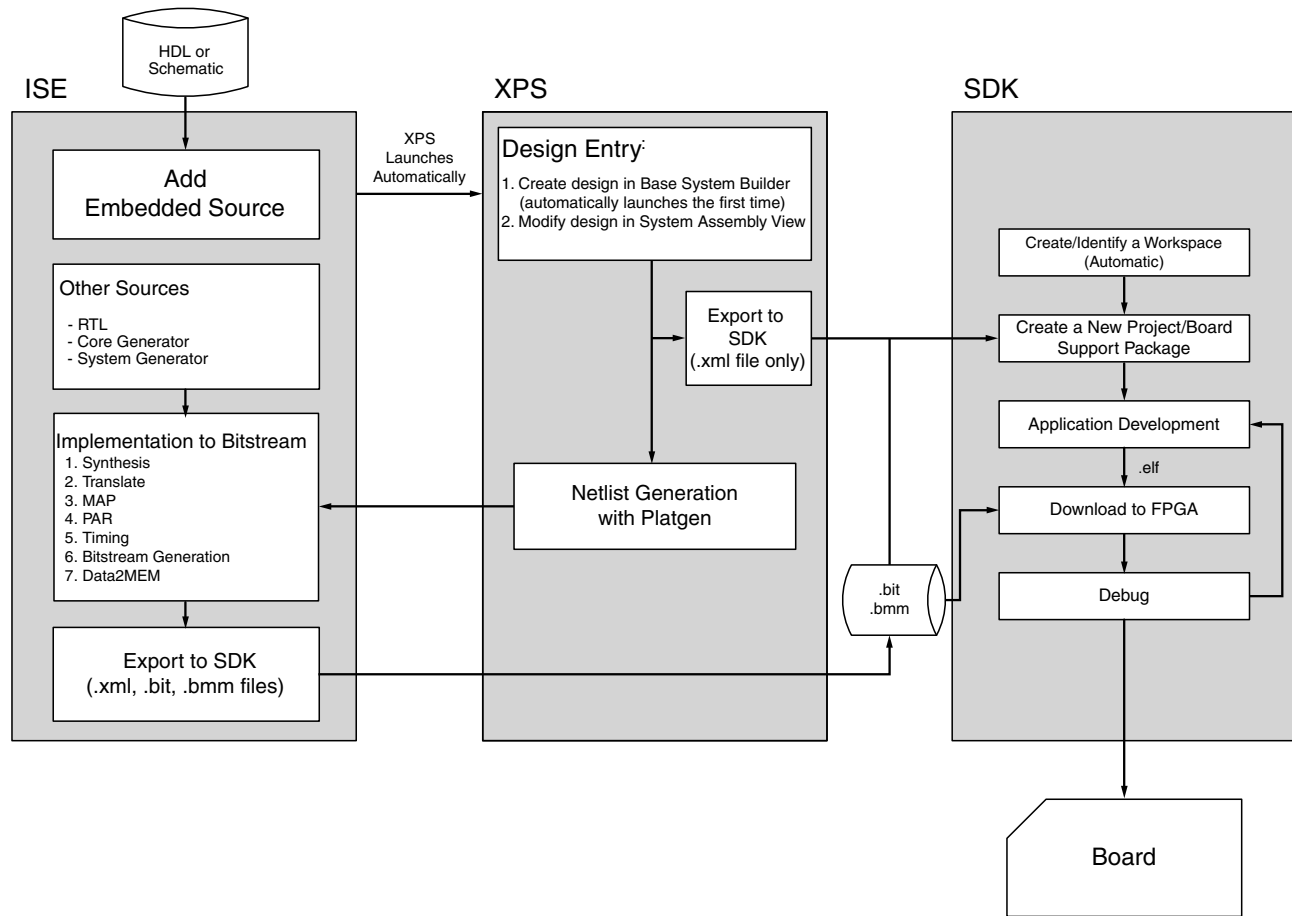 HDL or
Schematic
ISE
Add
Embedded Source
Other Sources
- RTL
- Core Generator
- System Generator
Implementation to Bitstream
1. Synthesis
2. Translate
3. MAP
4. PAR
5. Timing
6. Bitstream Generation
7. Data2MEM
Export to SDK
(.xml, .bit, .bmm files)
XPS
Launches
Automatically
XPS
Design Entry:
1. Create design in Base System Builder
(automatically launches the first time)
2. Modify design in System Assembly View
Export to
SDK
(.xml file only)
Netlist Generation
with Platgen
.bit
.bmm
SDK
Create/Identify a Workspace
(Automatic)
Create a New Project/Board
Support Package
Application Development
.elf
Download to FPGA
Debug
Board